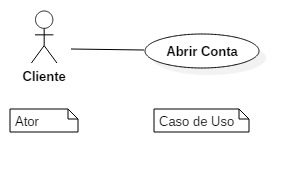 Abrir Conta
Cliente
Ator
Caso de Uso